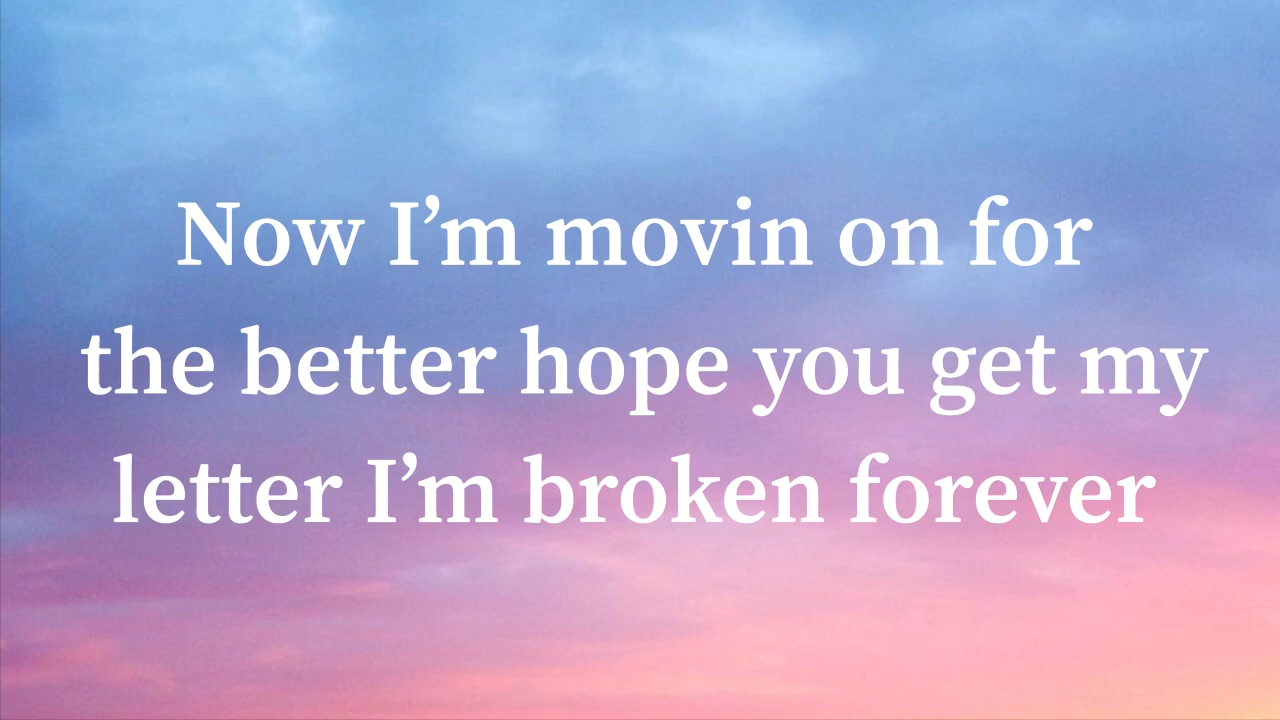 Now I’m movin on for
the better hope you get my
letter I’m broken forever